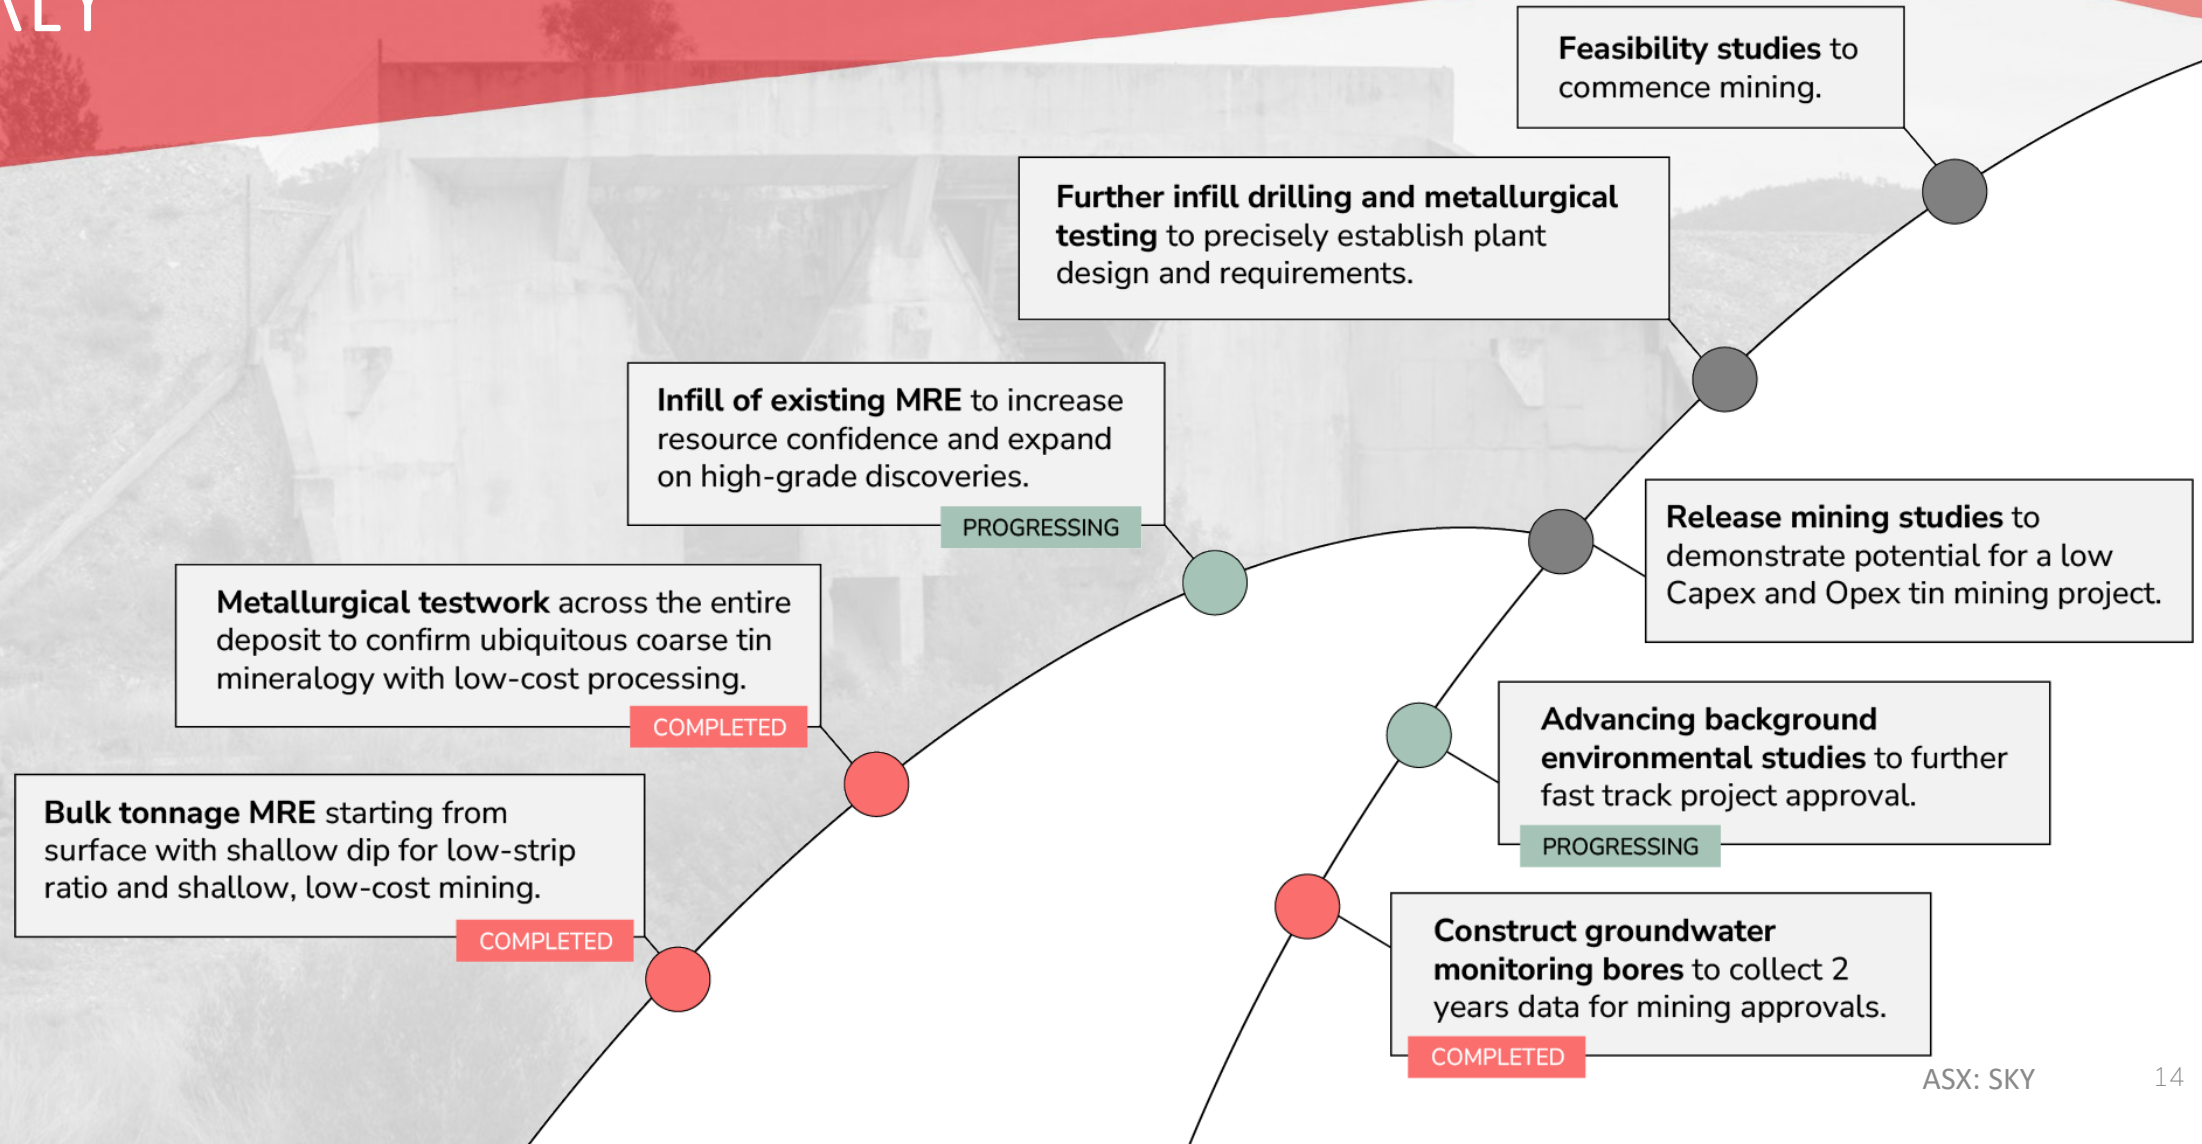 Feasibility studies to
commence mining.
Further infill drilling and metallurgical
testing to precisely establish plant
design and requirements.
Infill of existing MRE to increase
resource confidence and expand
on high-grade discoveries.
PROGRESSING
Release mining studies to
demonstrate potential for a low
Capex and Opex tin mining project.
Metallurgical testwork across the entire
deposit to confirm ubiquitous coarse tin
mineralogy with low-cost processing.
COMPLETED
Advancing background
environmental studies to further
fast track project approval.
PROGRESSING
Bulk tonnage MRE starting from
surface with shallow dip for low-strip
ratio and shallow, low-cost mining.
COMPLETED
Construct groundwater
monitoring bores to collect 2
years data for mining approvals.
COMPLETED
ASX: SKY
14